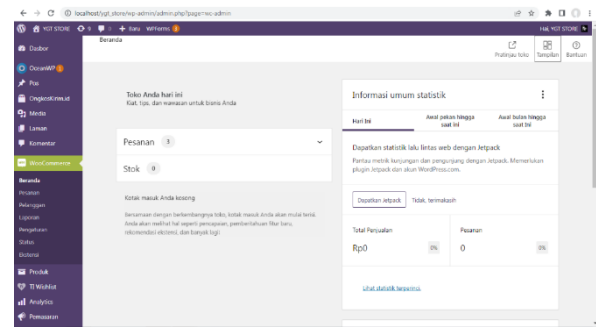 localhost/ygt_store/wp-admin/admin.php?page=wc-admin
YGT STORE
9
0
+ Baru
WPForms
Hai, YGT STORE
Dasbor
OceanWP
Pos
OngkosKirim.id
Media
Laman
Komentar
WooCommerce
Beranda
Pesanan
Pelanggan
Laporan
Pengaturan
Status
Ekstensi
Produk
TI Wishlist
Analytics
Pemasaran
Beranda
Pratinjau toko
Tampilan
Bantuan
Toko Anda hari ini
Kiat, tips, dan wawasan untuk bisnis Anda
Pesanan 3
Stok 0
Kotak masuk Anda kosong
Bersamaan dengan berkembangnya toko, kotak masuk Anda akan mulai terisi.
Anda akan melihat hal seperti pencapaian, pemberitahuan fitur baru,
rekomendasi ekstensi, dan banyak lagi!
Informasi umum statistik
Hari Ini
Awal pekan hingga
saat ini
Awal bulan hingga
saat ini
Dapatkan statistik lalu lintas web dengan Jetpack
Pantau metrik kunjungan dan pengunjung dengan Jetpack. Memerlukan
plugin Jetpack dan akun WordPress.com.
Dapatkan Jetpack
Tidak, terimakasih
Total Penjualan
Rp0
0%
Pesanan
0
0%
Lihat statistik terperinci